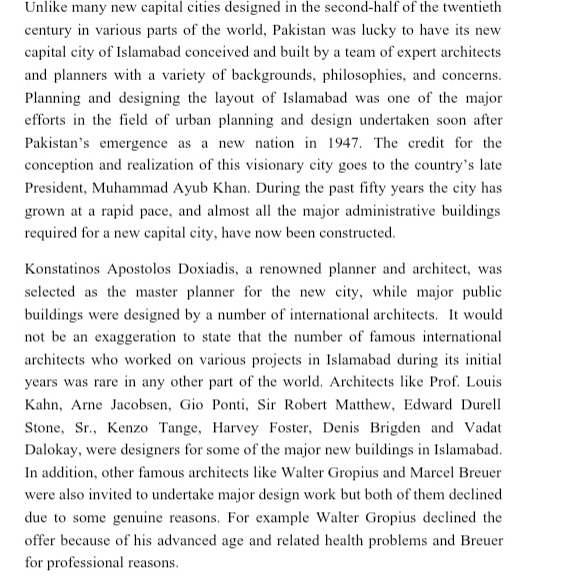 Unlike many new capital cities designed in the second-half of the twentieth
century in various parts of the world, Pakistan was lucky to have its new
capital city of Islamabad conceived and built by a team of expert architects
and planners with a variety of backgrounds, philosophies, and concerns.
Planning and designing the layout of Islamabad was one of the major
efforts in the field of urban planning and design undertaken soon after
Pakistan's emergence as a new nation in 1947. The credit for the
conception and realization of this visionary city goes to the country's late
President, Muhammad Ayub Khan. During the past fifty years the city has
grown at a rapid pace, and almost all the major administrative buildings
required for a new capital city, have now been constructed.
Konstatinos Apostolos Doxiadis, a renowned planner and architect, was
selected as the master planner for the new city, while major public
buildings were designed by a number of international architects. It would
not be an exaggeration to state that the number of famous international
architects who worked on various projects in Islamabad during its initial
years was rare in any other part of the world. Architects like Prof. Louis
Kahn, Arne Jacobsen, Gio Ponti, Sir Robert Matthew, Edward Durell
Stone, Sr., Kenzo Tange, Harvey Foster, Denis Brigden and Vadat
Dalokay, were designers for some of the major new buildings in Islamabad.
In addition, other famous architects like Walter Gropius and Marcel Breuer
were also invited to undertake major design work but both of them declined
due to some genuine reasons. For example Walter Gropius declined the
offer because of his advanced age and related health problems and Breuer
for professional reasons.